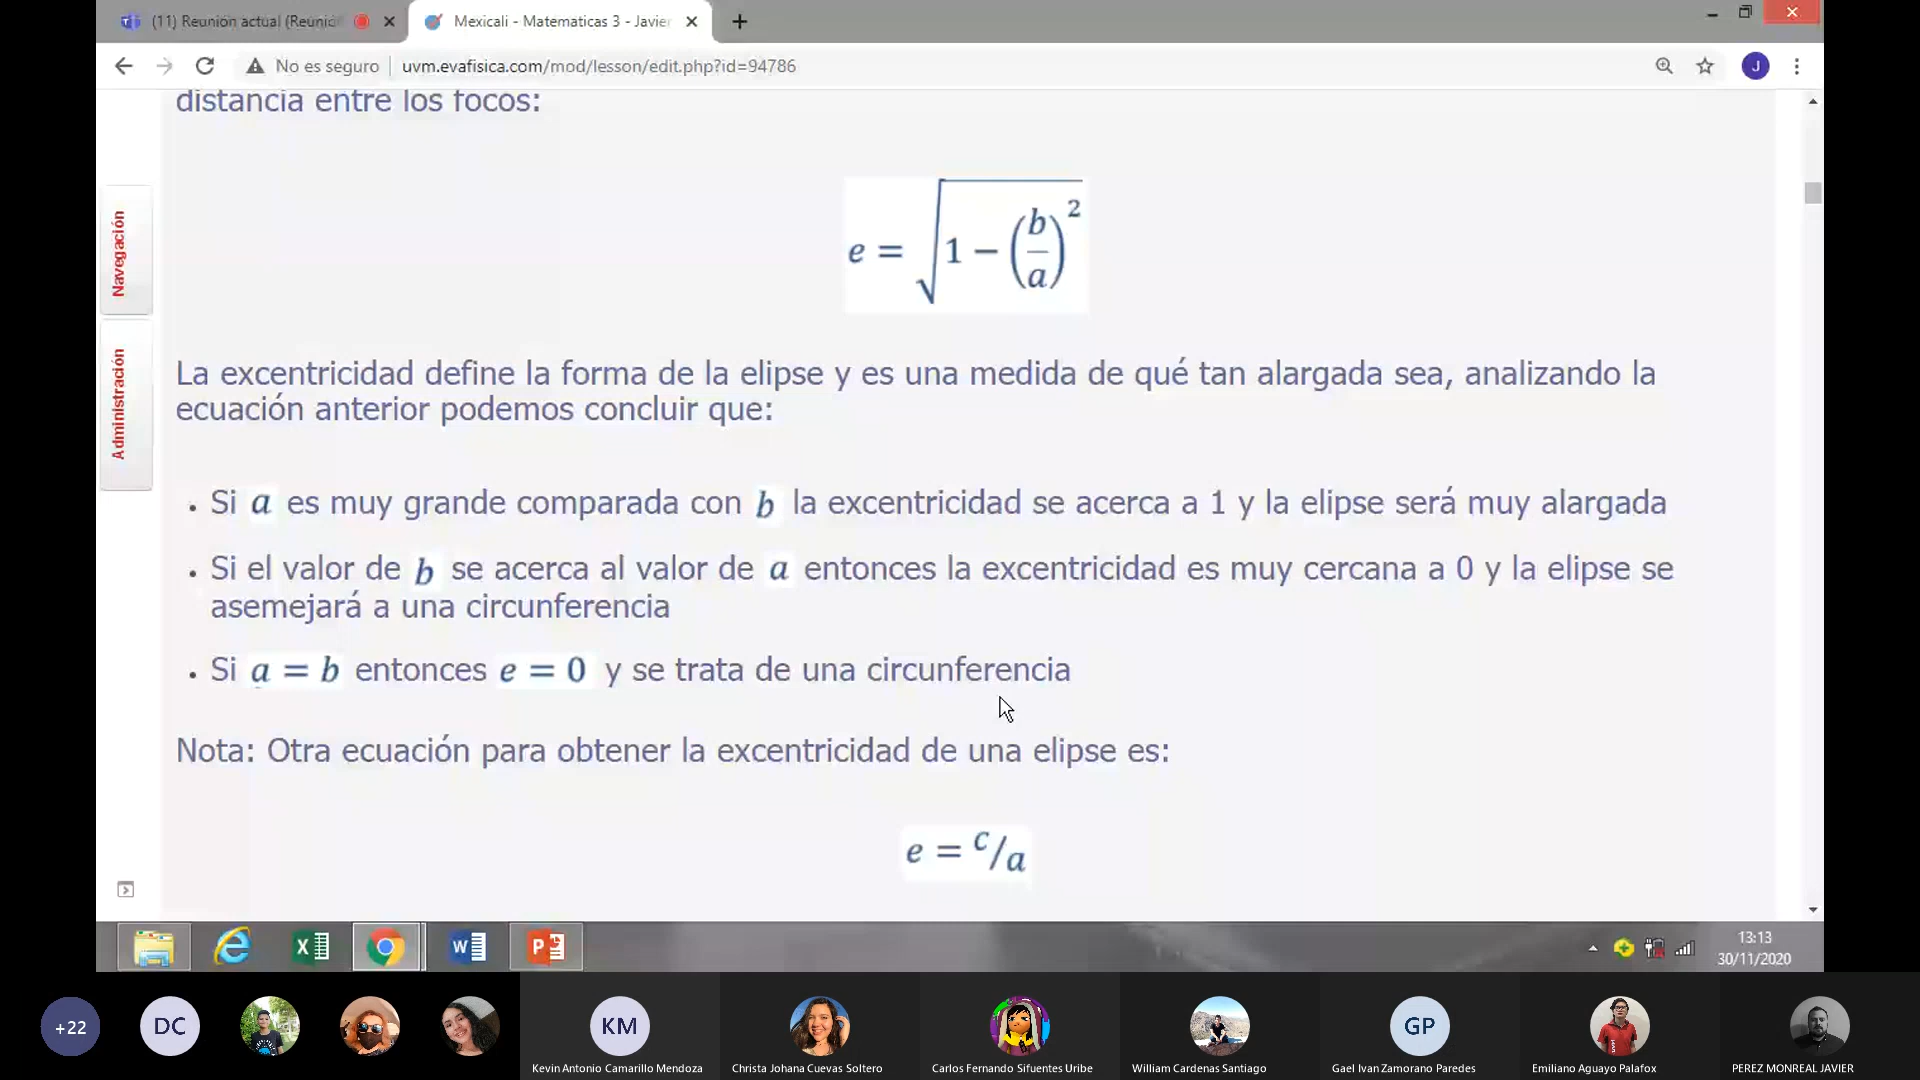 (11) Reunión actual (Reunió
Mexicali - Matematicas 3 - Javie
No es seguro
uvm.evafisica.com/mod/lesson/edit.php?id=94786
J
Navegación
Administración
distancia entre los focos:
e = √1 − (b/a)²
La excentricidad define la forma de la elipse y es una medida de qué tan alargada sea, analizando la
ecuación anterior podemos concluir que:
• Si a es muy grande comparada con b la excentricidad se acerca a 1 y la elipse será muy alargada
• Si el valor de b se acerca al valor de a entonces la excentricidad es muy cercana a 0 y la elipse se
asemejará a una circunferencia
• Si a = b entonces e = 0 y se trata de una circunferencia
Nota: Otra ecuación para obtener la excentricidad de una elipse es:
e = c/a
13:13
30/11/2020
+22
DC
KM
GP
Kevin Antonio Camarillo Mendoza
Christa Johana Cuevas Soltero
Carlos Fernando Sifuentes Uribe
William Cardenas Santiago
Gael Ivan Zamorano Paredes
Emiliano Aguayo Palafox
PEREZ MONREAL JAVIER